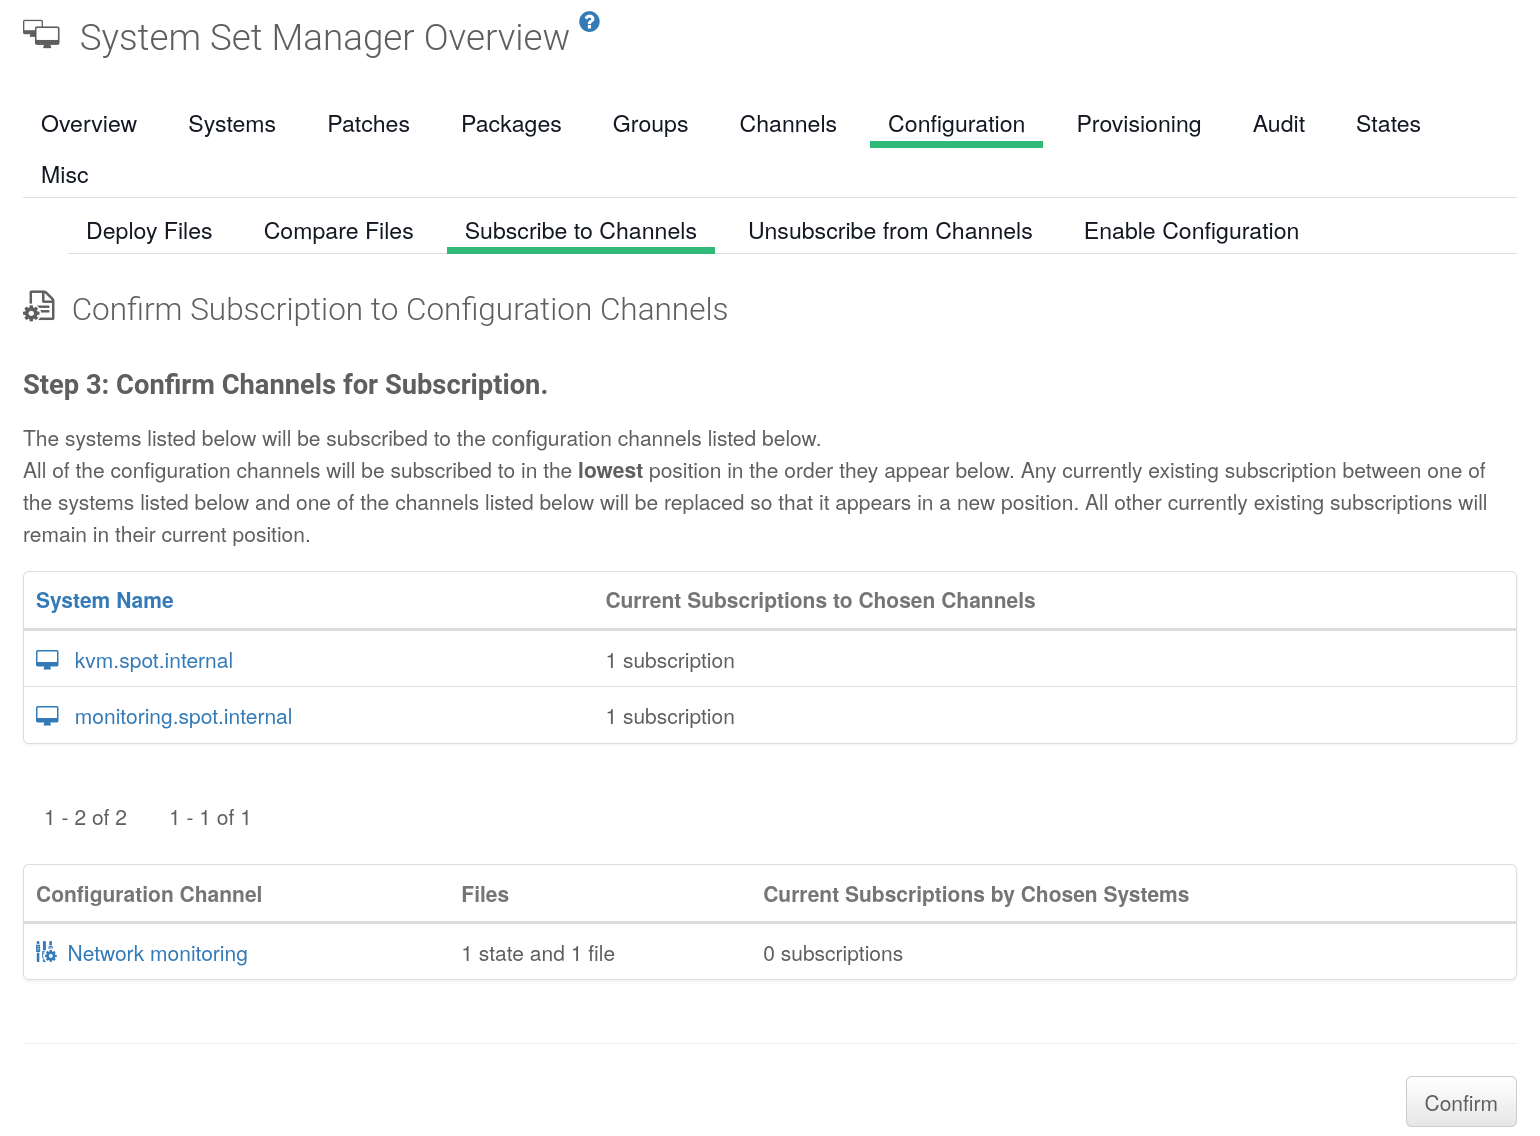 System Set Manager Overview ?
Overview Systems Patches Packages Groups Channels Configuration Provisioning Audit States
Misc
Deploy Files Compare Files Subscribe to Channels Unsubscribe from Channels Enable Configuration
Confirm Subscription to Configuration Channels
Step 3: Confirm Channels for Subscription.
The systems listed below will be subscribed to the configuration channels listed below.
All of the configuration channels will be subscribed to in the lowest position in the order they appear below. Any currently existing subscription between one of
the systems listed below and one of the channels listed below will be replaced so that it appears in a new position. All other currently existing subscriptions will
remain in their current position.
System Name Current Subscriptions to Chosen Channels
kvm.spot.internal 1 subscription
monitoring.spot.internal 1 subscription
1 - 2 of 2 1 - 1 of 1
Configuration Channel Files Current Subscriptions by Chosen Systems
Network monitoring 1 state and 1 file 0 subscriptions
Confirm